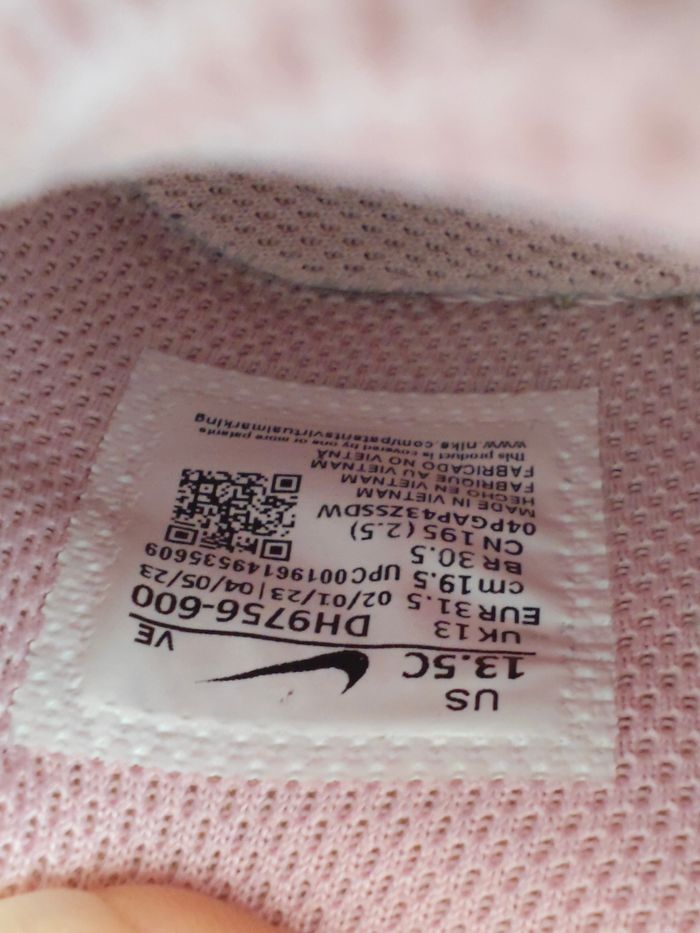 US
13.5C
VE
UK 13
DH9756-600
EUR 31.5
02/01/23 | 04/05/23
cm 19.5
UPC:00196149535609
BR 30.5
CN 195 (2.5)
04PGAP43ZSSDW
MADE IN VIETNAM
HECHO EN VIETNAM
FABRIQUE AU VIETNAM
FABRICADO NO VIETNÃ
This product is covered by one or more patents
www.nike.com/patentsvirtualmarking